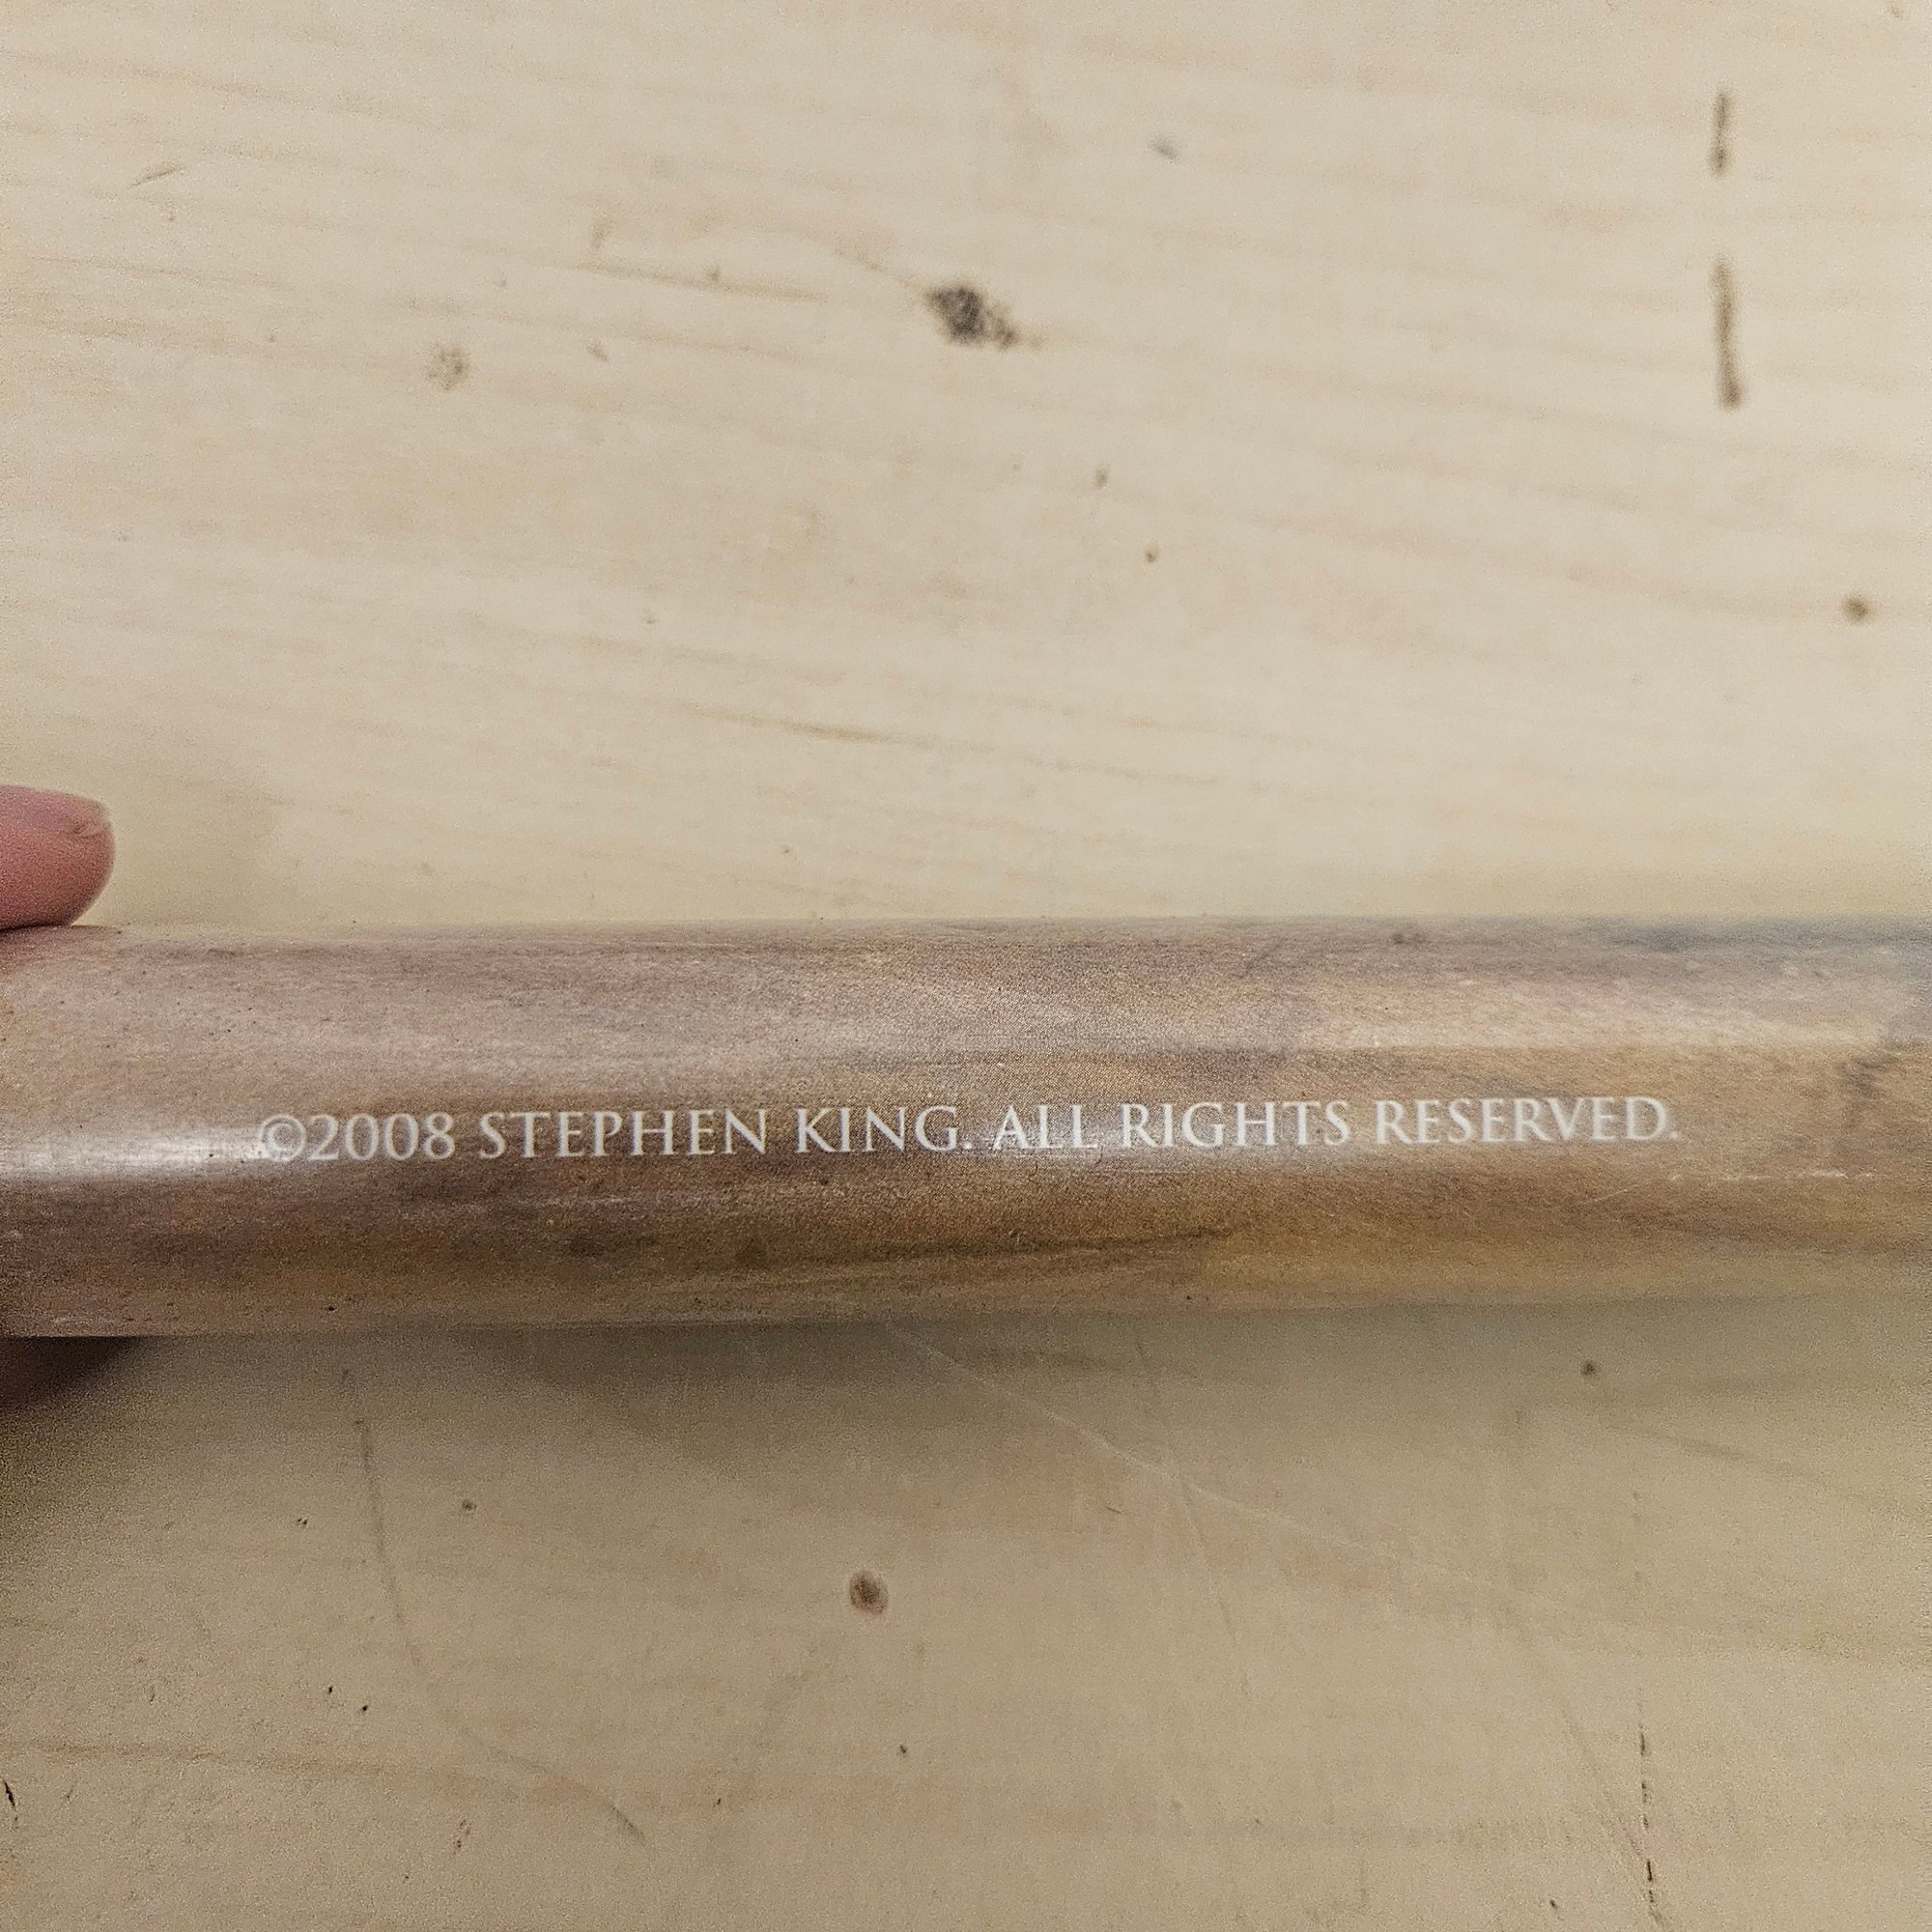 ©2008 STEPHEN KING. ALL RIGHTS RESERVED.